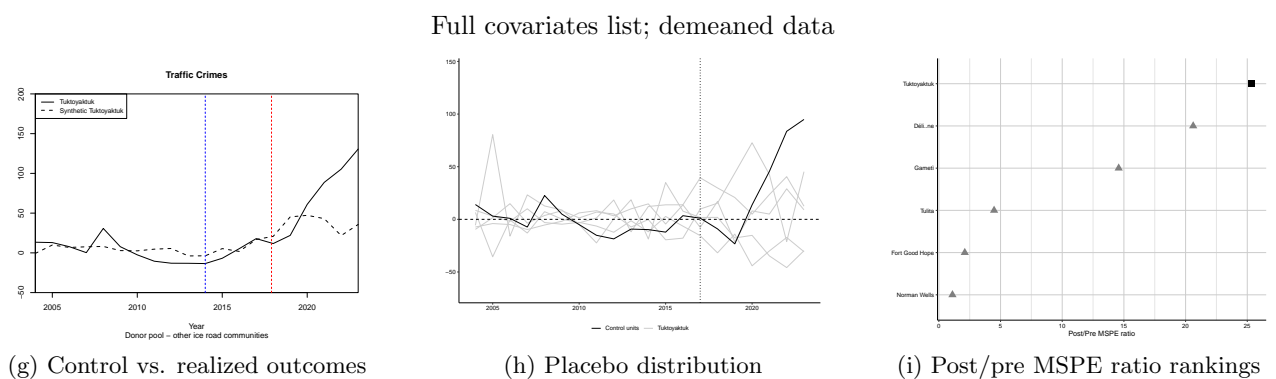 Full covariates list; demeaned data
Traffic Crimes
Tuktoyaktuk
Synthetic Tuktoyaktuk
200
150
100
50
0
-50
2005
2010
2015
2020
Year
Donor pool – other ice road communities
(g) Control vs. realized outcomes
150
100
50
0
−50
2005
2010
2015
2020
Control units
Tuktoyaktuk
(h) Placebo distribution
Tuktoyaktuk
Déli..ne
Gameti
Tulita
Fort Good Hope
Norman Wells
0
5
10
15
20
25
Post/Pre MSPE ratio
(i) Post/pre MSPE ratio rankings